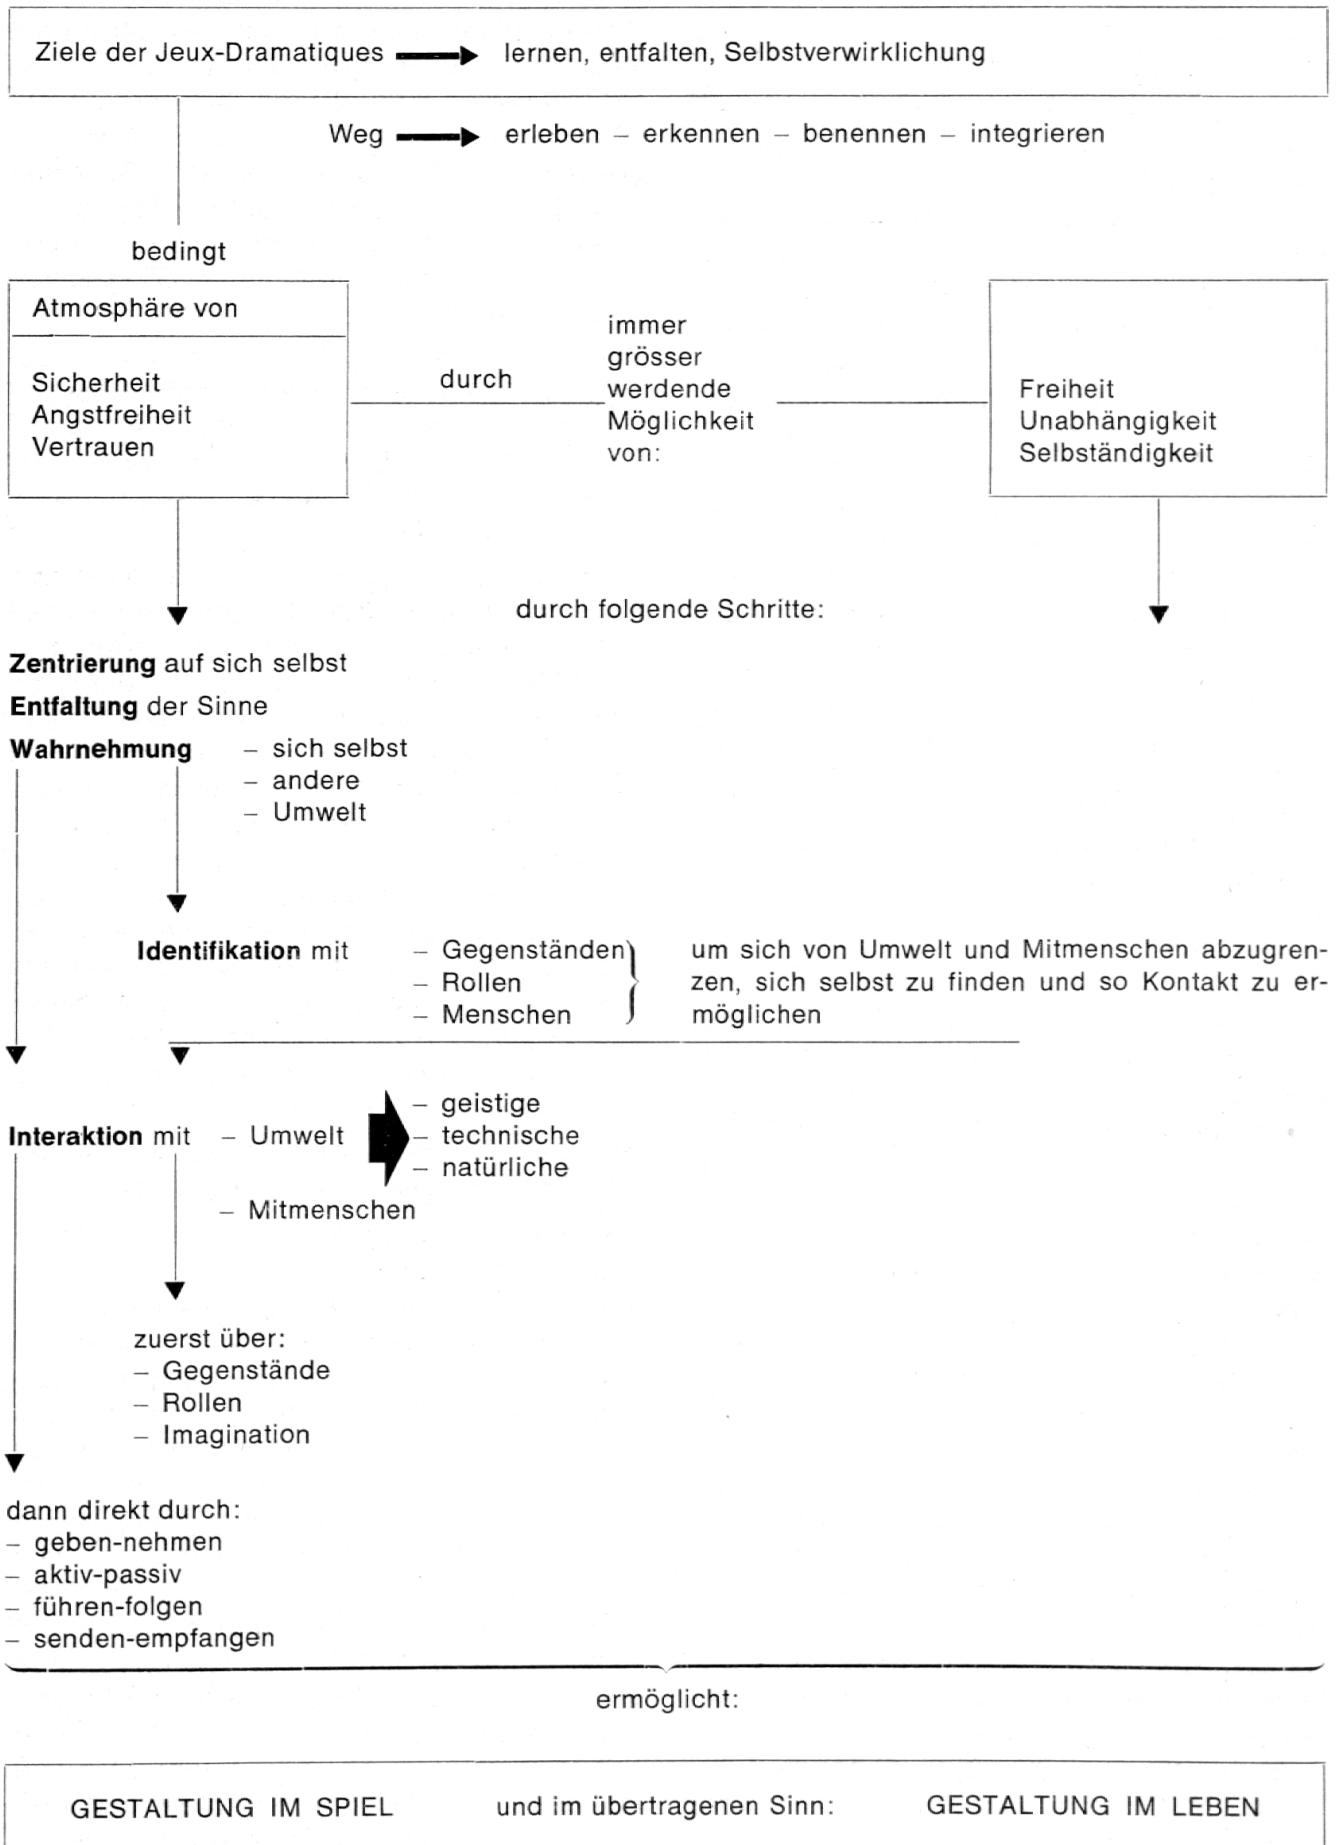 Ziele der Jeux-Dramatiques lernen, entfalten, Selbstverwirklichung
Weg erleben – erkennen – benennen – integrieren
bedingt
Atmosphäre von
Sicherheit
Angstfreiheit
Vertrauen
durch
immer
grösser
werdende
Möglichkeit
von:
Freiheit
Unabhängigkeit
Selbständigkeit
durch folgende Schritte:
Zentrierung auf sich selbst
Entfaltung der Sinne
Wahrnehmung – sich selbst
– andere
– Umwelt
Identifikation mit – Gegenständen
– Rollen
– Menschen
um sich von Umwelt und Mitmenschen abzugren-
zen, sich selbst zu finden und so Kontakt zu er-
möglichen
Interaktion mit – Umwelt
– geistige
– technische
– natürliche
– Mitmenschen
zuerst über:
– Gegenstände
– Rollen
– Imagination
dann direkt durch:
– geben-nehmen
– aktiv-passiv
– führen-folgen
– senden-empfangen
ermöglicht:
GESTALTUNG IM SPIEL und im übertragenen Sinn: GESTALTUNG IM LEBEN